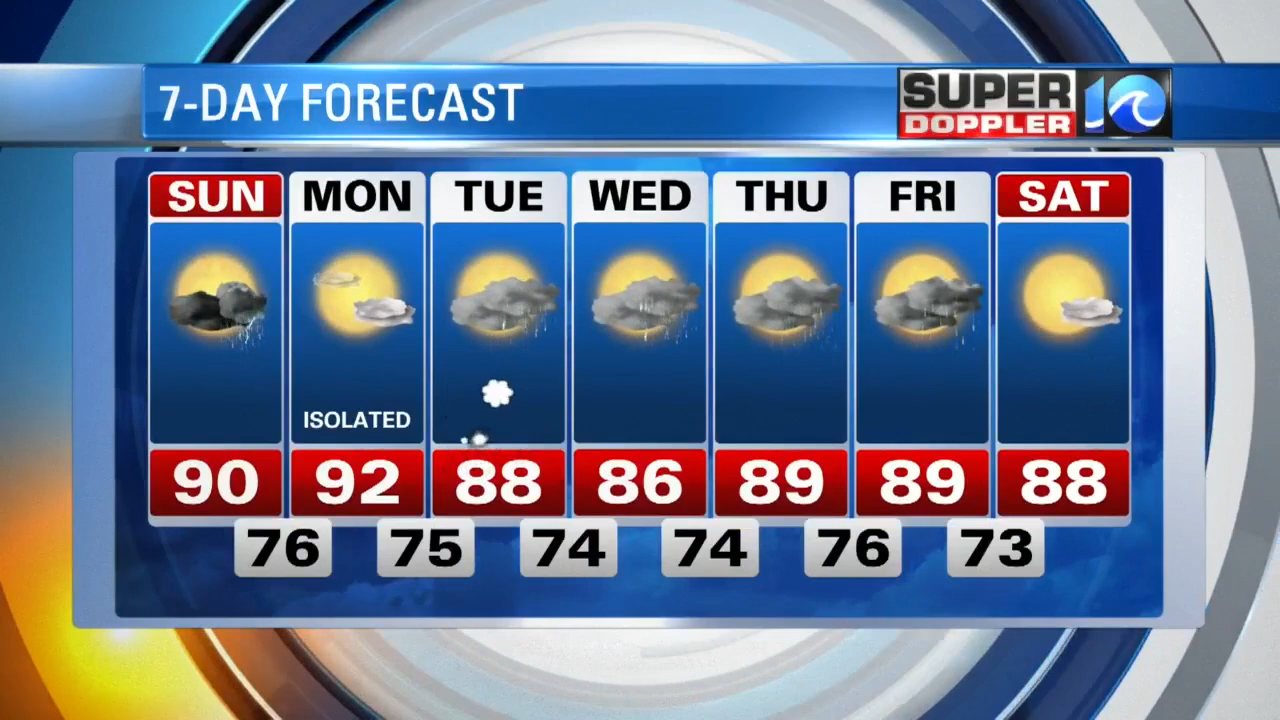 7-DAY FORECAST
SUPER
DOPPLER
10
SUN MON TUE WED THU FRI SAT
ISOLATED
90 92 88 86 89 89 88
76 75 74 74 76 73